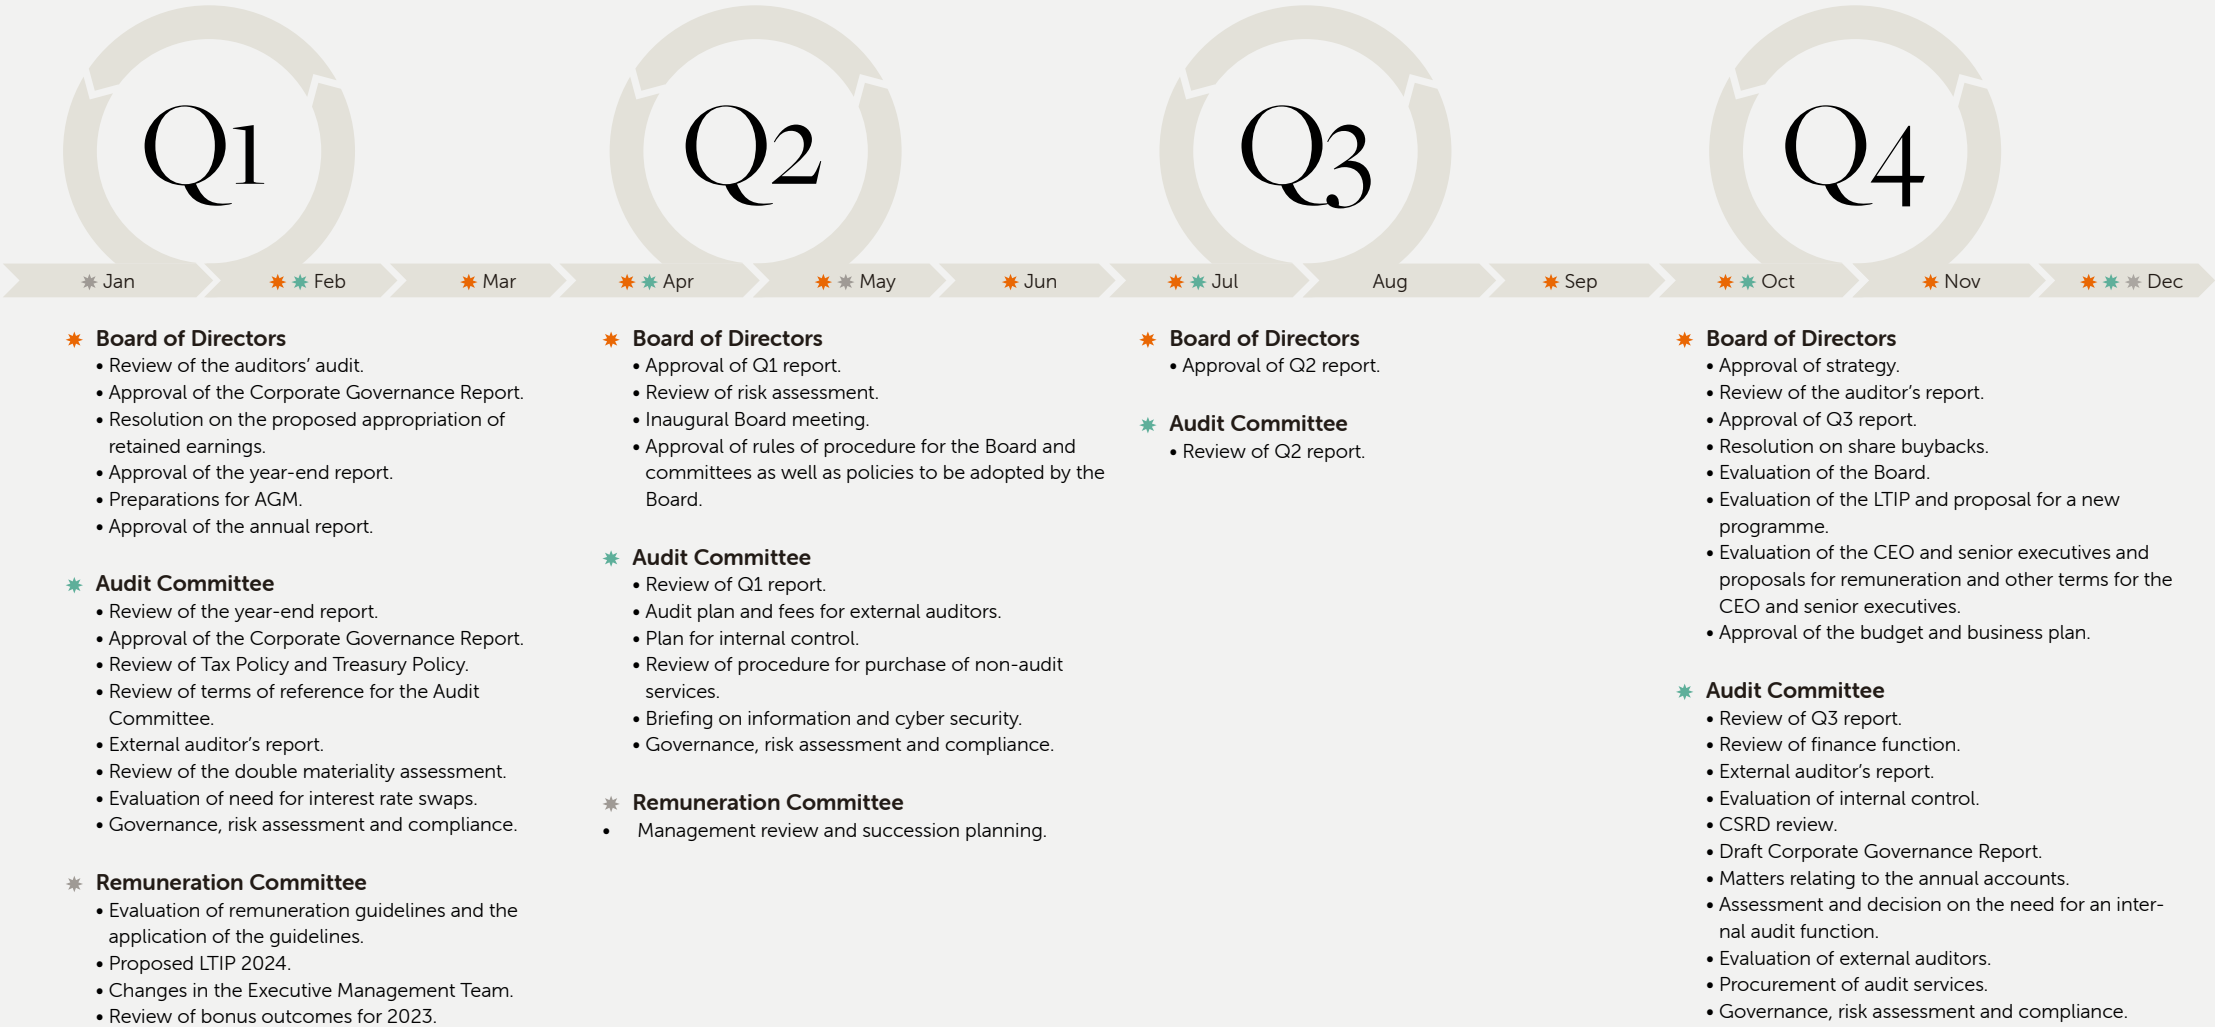 Q1
Q2
Q3
Q4
Jan
Feb
Mar
Apr
May
Jun
Jul
Aug
Sep
Oct
Nov
Dec
Board of Directors
• Review of the auditors’ audit.
• Approval of the Corporate Governance Report.
• Resolution on the proposed appropriation of
retained earnings.
• Approval of the year-end report.
• Preparations for AGM.
• Approval of the annual report.
Audit Committee
• Review of the year-end report.
• Approval of the Corporate Governance Report.
• Review of Tax Policy and Treasury Policy.
• Review of terms of reference for the Audit
Committee.
• External auditor’s report.
• Review of the double materiality assessment.
• Evaluation of need for interest rate swaps.
• Governance, risk assessment and compliance.
Remuneration Committee
• Evaluation of remuneration guidelines and the
application of the guidelines.
• Proposed LTIP 2024.
• Changes in the Executive Management Team.
• Review of bonus outcomes for 2023.
Board of Directors
• Approval of Q1 report.
• Review of risk assessment.
• Inaugural Board meeting.
• Approval of rules of procedure for the Board and
committees as well as policies to be adopted by the
Board.
Audit Committee
• Review of Q1 report.
• Audit plan and fees for external auditors.
• Plan for internal control.
• Review of procedure for purchase of non-audit
services.
• Briefing on information and cyber security.
• Governance, risk assessment and compliance.
Remuneration Committee
• Management review and succession planning.
Board of Directors
• Approval of Q2 report.
Audit Committee
• Review of Q2 report.
Board of Directors
• Approval of strategy.
• Review of the auditor’s report.
• Approval of Q3 report.
• Resolution on share buybacks.
• Evaluation of the Board.
• Evaluation of the LTIP and proposal for a new
programme.
• Evaluation of the CEO and senior executives and
proposals for remuneration and other terms for the
CEO and senior executives.
• Approval of the budget and business plan.
Audit Committee
• Review of Q3 report.
• Review of finance function.
• External auditor’s report.
• Evaluation of internal control.
• CSRD review.
• Draft Corporate Governance Report.
• Matters relating to the annual accounts.
• Assessment and decision on the need for an inter-
nal audit function.
• Evaluation of external auditors.
• Procurement of audit services.
• Governance, risk assessment and compliance.